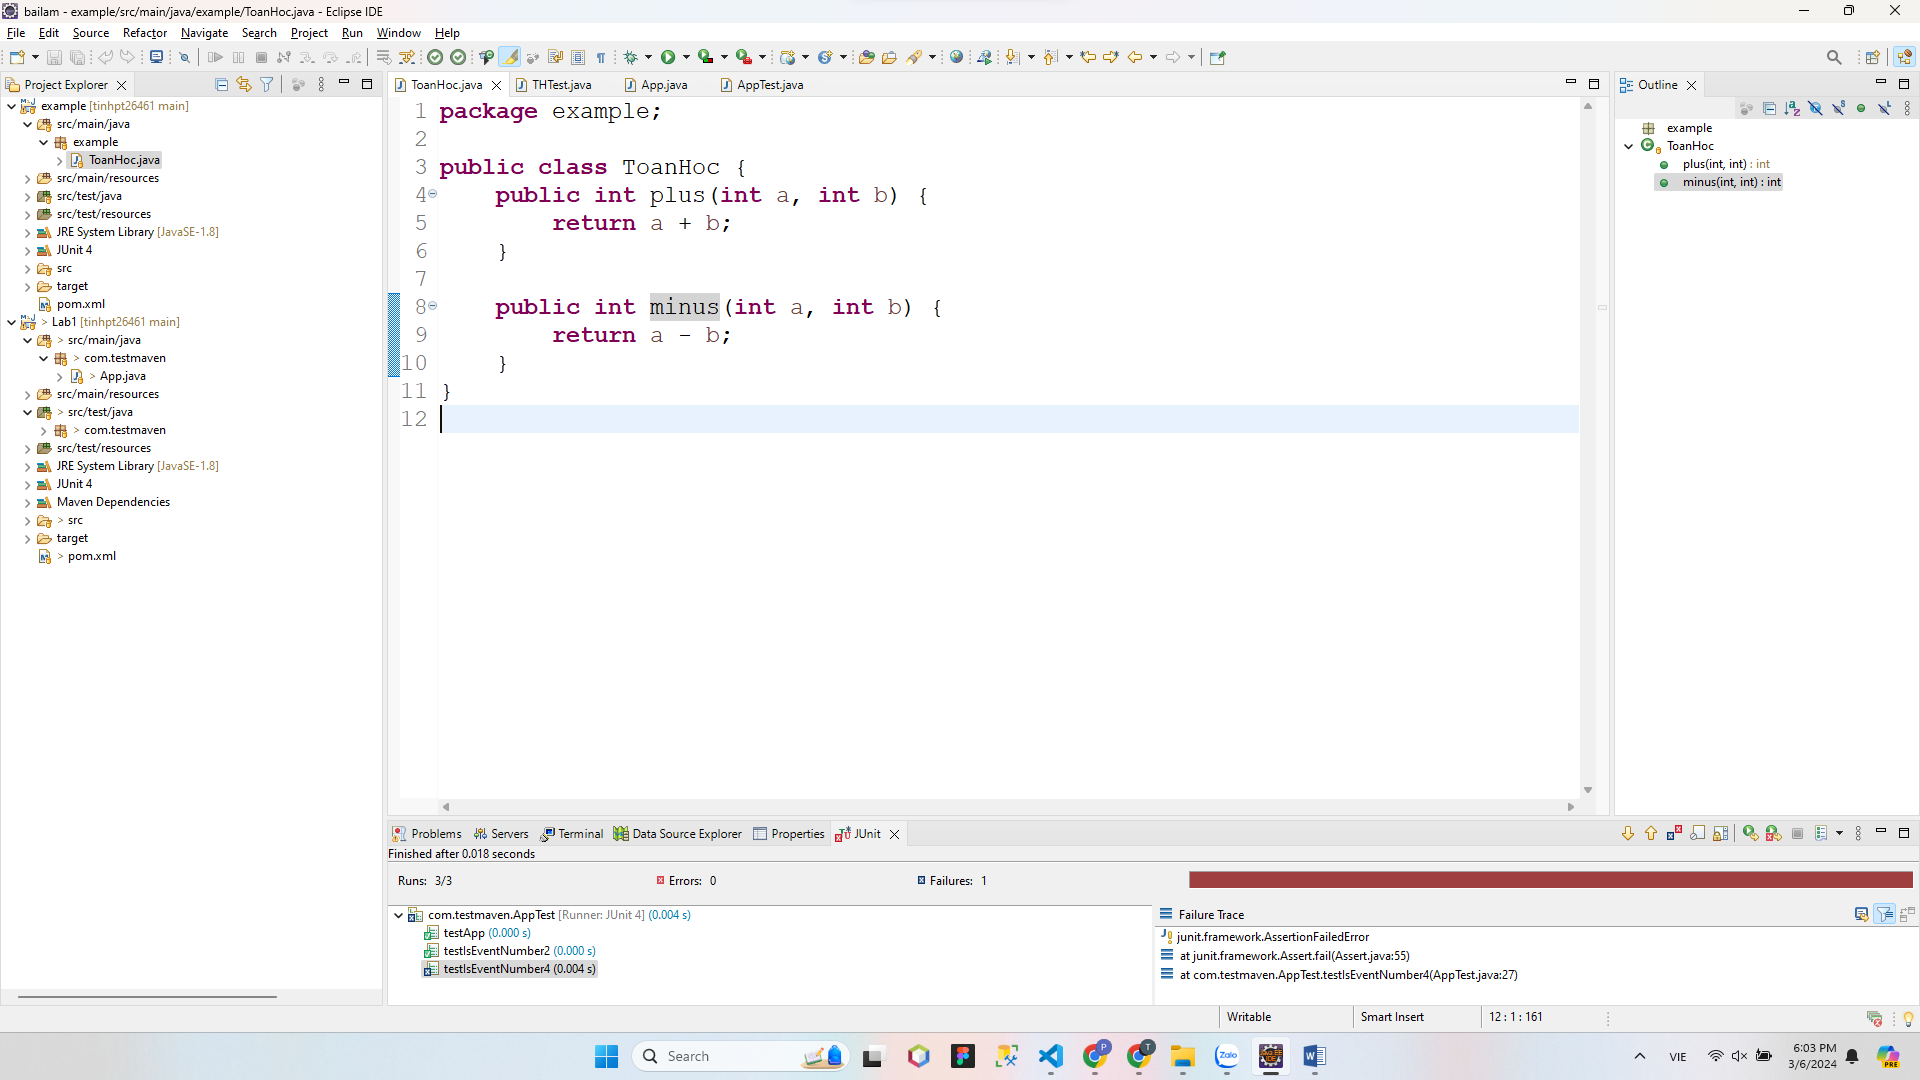 bailam - example/src/main/java/example/ToanHoc.java - Eclipse IDE
File Edit Source Refactor Navigate Search Project Run Window Help
Project Explorer
example [tinhpt26461 main]
src/main/java
example
ToanHoc.java
src/main/resources
src/test/java
src/test/resources
JRE System Library [JavaSE-1.8]
JUnit 4
src
target
pom.xml
> Lab1 [tinhpt26461 main]
> src/main/java
> com.testmaven
> App.java
src/main/resources
> src/test/java
> com.testmaven
src/test/resources
JRE System Library [JavaSE-1.8]
JUnit 4
Maven Dependencies
> src
target
> pom.xml
ToanHoc.java THTest.java App.java AppTest.java
1 package example;
2
3 public class ToanHoc {
4 public int plus(int a, int b) {
5 return a + b;
6 }
7
8 public int minus(int a, int b) {
9 return a - b;
10 }
11 }
12
Outline
example
ToanHoc
plus(int, int) : int
minus(int, int) : int
Problems Servers Terminal Data Source Explorer Properties JUnit
Finished after 0.018 seconds
Runs: 3/3 Errors: 0 Failures: 1
com.testmaven.AppTest [Runner: JUnit 4] (0.004 s)
testApp (0.000 s)
testIsEventNumber2 (0.000 s)
testIsEventNumber4 (0.004 s)
Failure Trace
junit.framework.AssertionFailedError
at junit.framework.Assert.fail(Assert.java:55)
at com.testmaven.AppTest.testIsEventNumber4(AppTest.java:27)
Writable Smart Insert 12 : 1 : 161
Search
P
T
Zalo
VIE
6:03 PM
3/6/2024
PRE